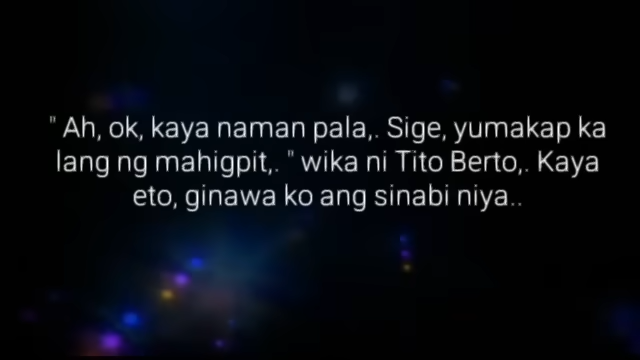 " Ah, ok, kaya naman pala,. Sige, yumakap ka
lang ng mahigpit,. " wika ni Tito Berto,. Kaya
eto, ginawa ko ang sinabi niya..